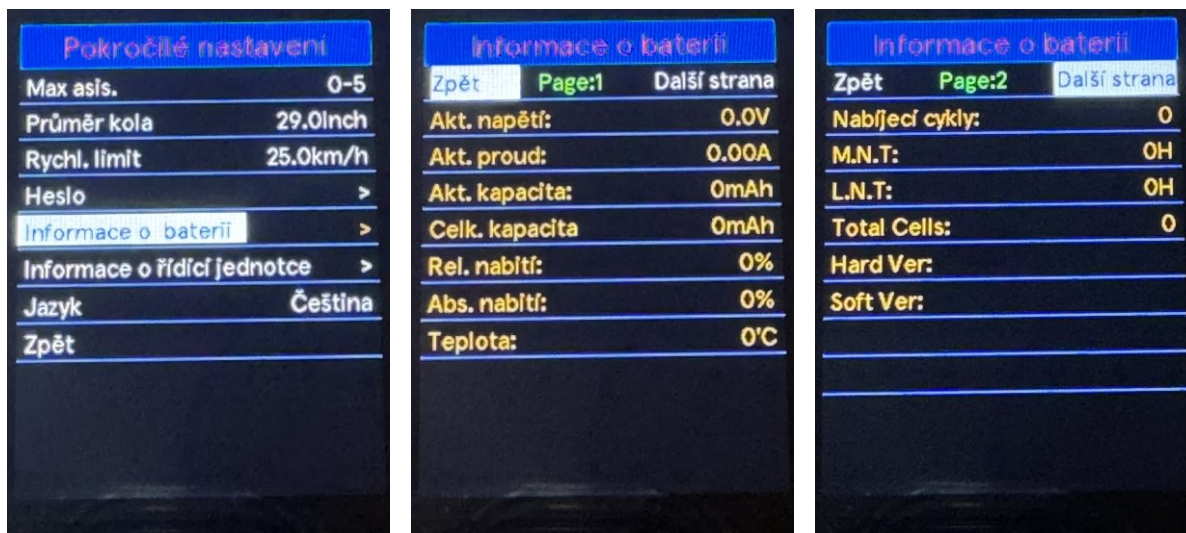 Pokročilé nastavení
Max asis. 0-5
Průměr kola 29.0Inch
Rychl. limit 25.0km/h
Heslo >
Informace o baterii >
Informace o řídící jednotce >
Jazyk Čeština
Zpět
Informace o baterii
Zpět Page:1 Další strana
Akt. napětí: 0.0V
Akt. proud: 0.00A
Akt. kapacita: 0mAh
Celk. kapacita 0mAh
Rel. nabití: 0%
Abs. nabití: 0%
Teplota: 0'C
Informace o baterii
Zpět Page:2 Další strana
Nabíjecí cykly: 0
M.N.T: 0H
L.N.T: 0H
Total Cells: 0
Hard Ver:
Soft Ver: